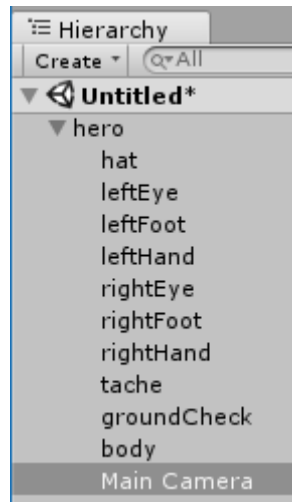 Hierarchy
Create All
Untitled*
hero
hat
leftEye
leftFoot
leftHand
rightEye
rightFoot
rightHand
tache
groundCheck
body
Main Camera